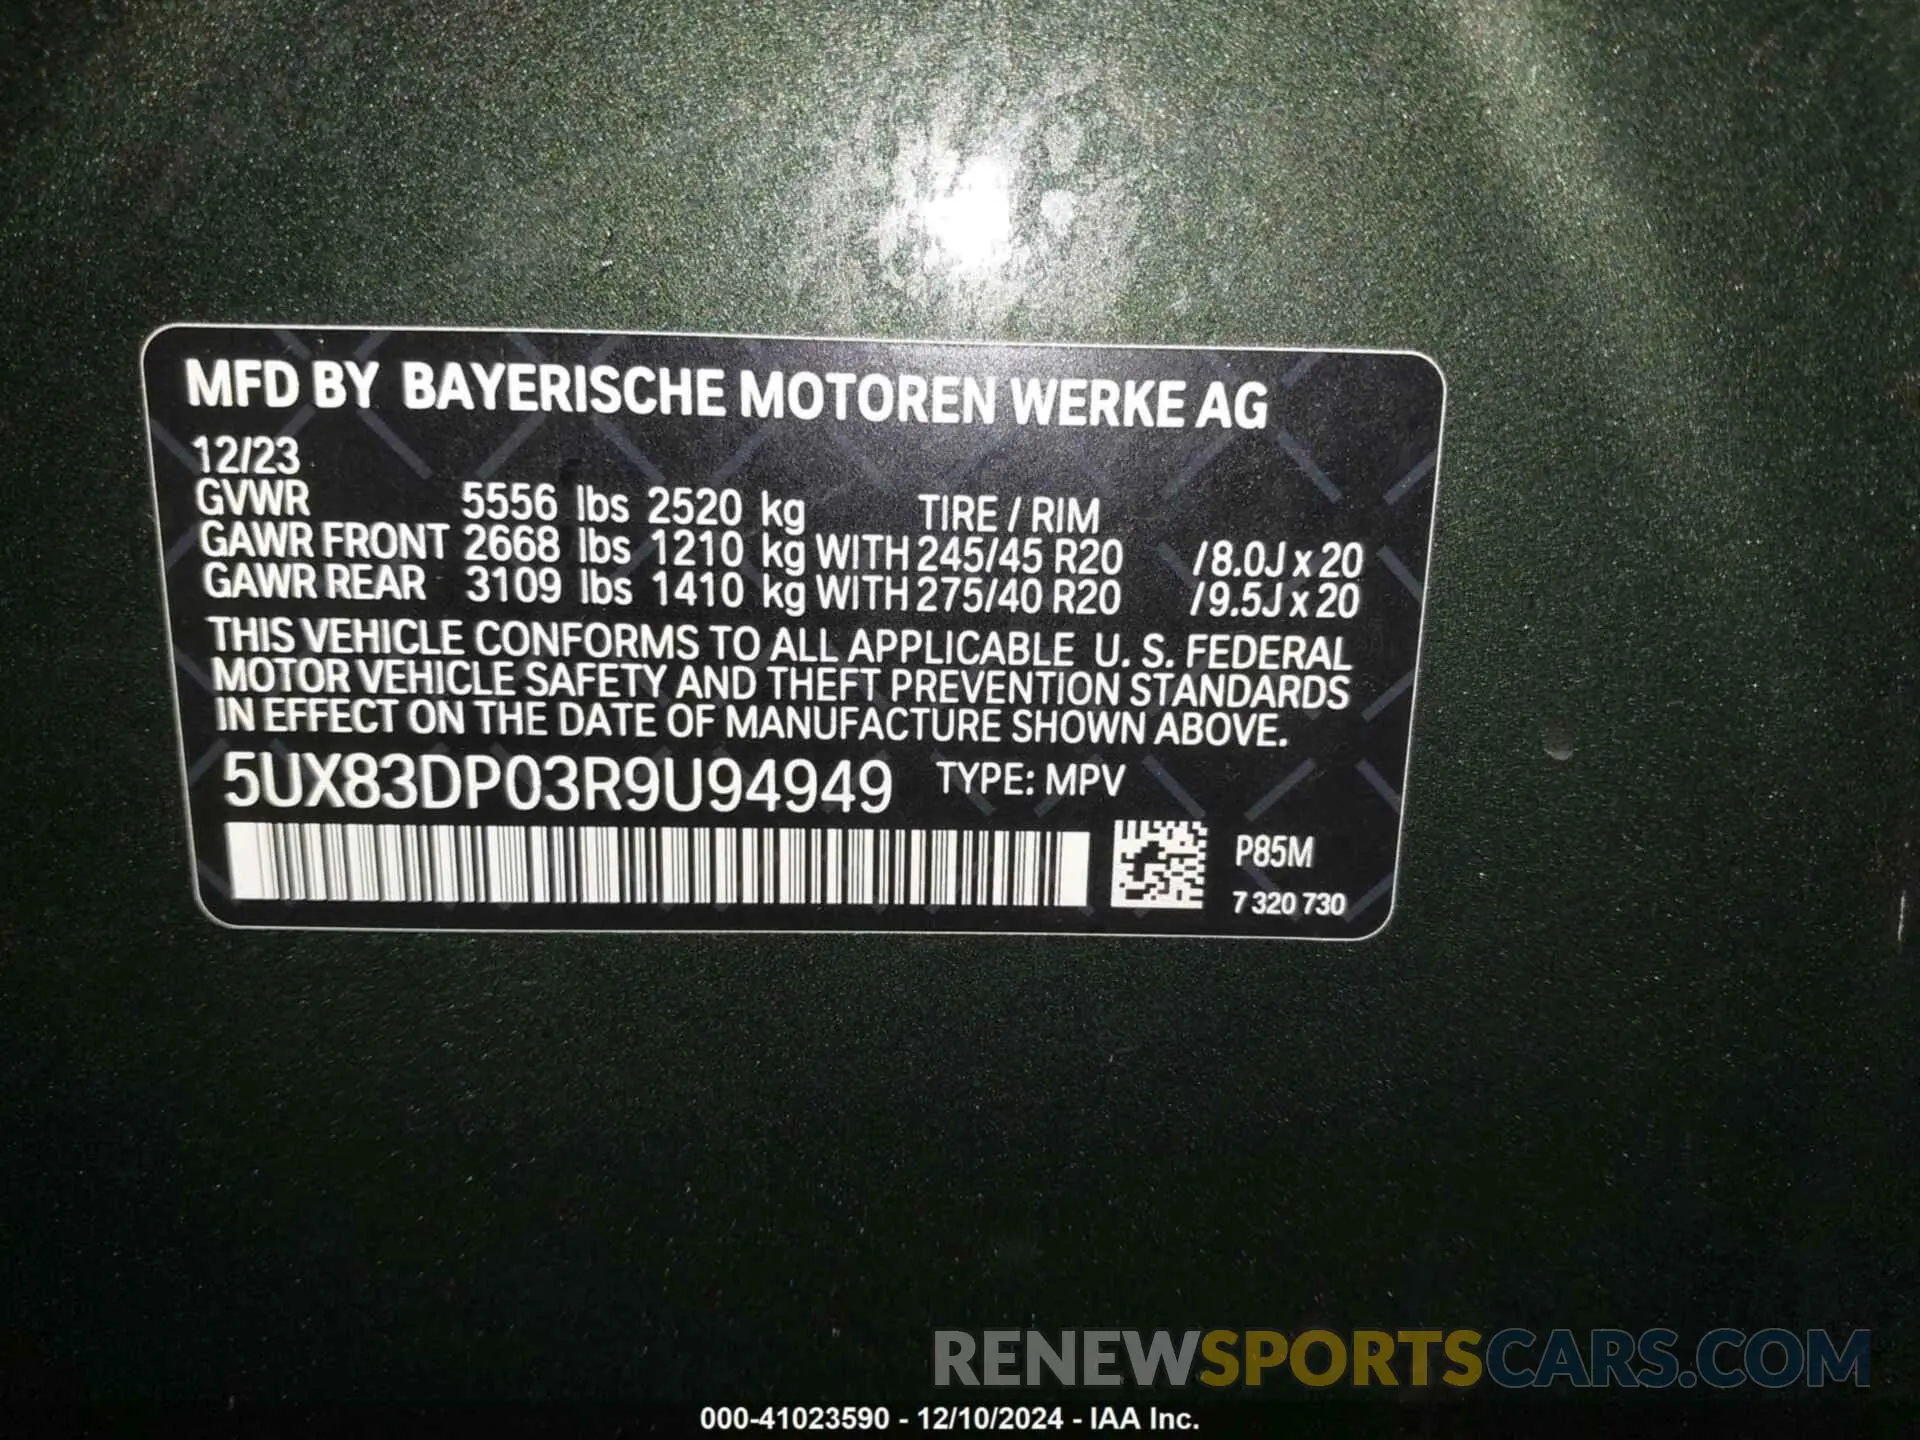 MFD BY BAYERISCHE MOTOREN WERKE AG
12/23
GVWR 5556 lbs 2520 kg TIRE / RIM
GAWR FRONT 2668 lbs 1210 kg WITH 245/45 R20 /8.0J x 20
GAWR REAR 3109 lbs 1410 kg WITH 275/40 R20 /9.5J x 20
THIS VEHICLE CONFORMS TO ALL APPLICABLE U. S. FEDERAL
MOTOR VEHICLE SAFETY AND THEFT PREVENTION STANDARDS
IN EFFECT ON THE DATE OF MANUFACTURE SHOWN ABOVE.
5UX83DP03R9U94949 TYPE: MPV
P85M
7 320 730
RENEWSPORTSCARS.COM
000-41023590 - 12/10/2024 - IAA Inc.